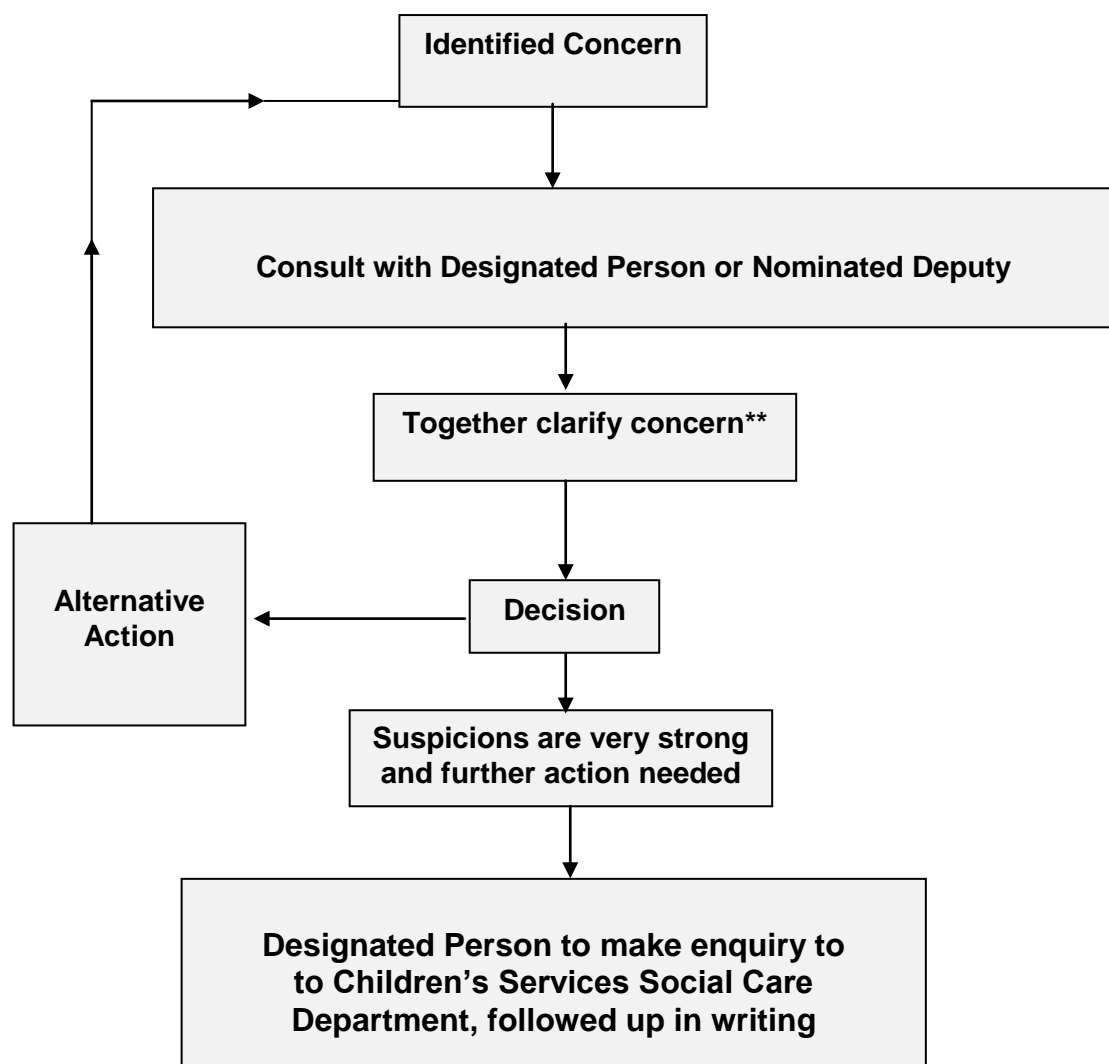 Identified Concern
Consult with Designated Person or Nominated Deputy
Together clarify concern**
Alternative
Action
Decision
Suspicions are very strong
and further action needed
Designated Person to make enquiry to
to Children’s Services Social Care
Department, followed up in writing